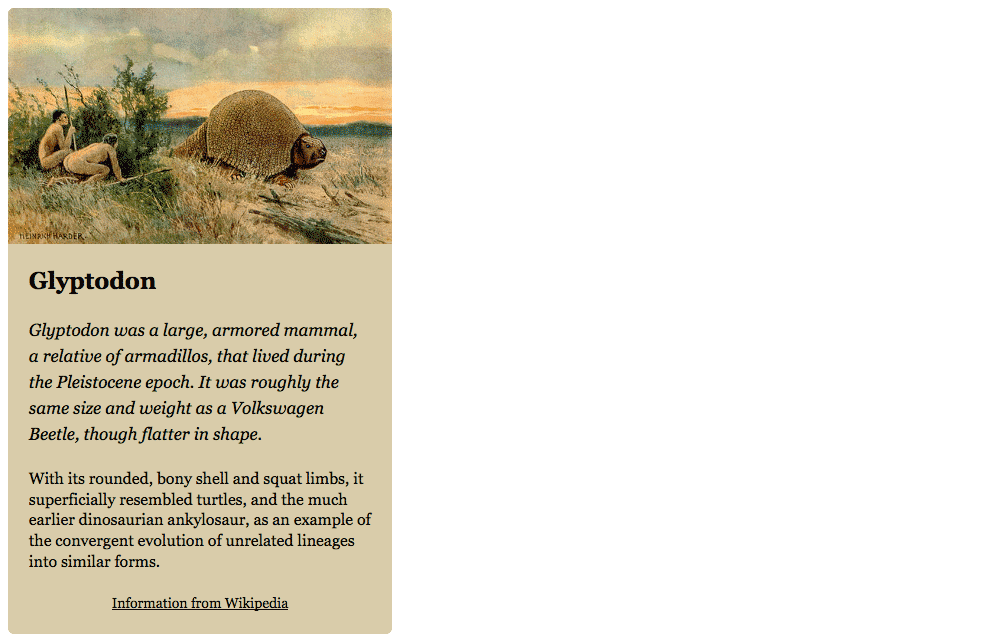 HEINRICH HARDER.
Glyptodon
Glyptodon was a large, armored mammal,
a relative of armadillos, that lived during
the Pleistocene epoch. It was roughly the
same size and weight as a Volkswagen
Beetle, though flatter in shape.
With its rounded, bony shell and squat limbs, it
superficially resembled turtles, and the much
earlier dinosaurian ankylosaur, as an example of
the convergent evolution of unrelated lineages
into similar forms.
Information from Wikipedia